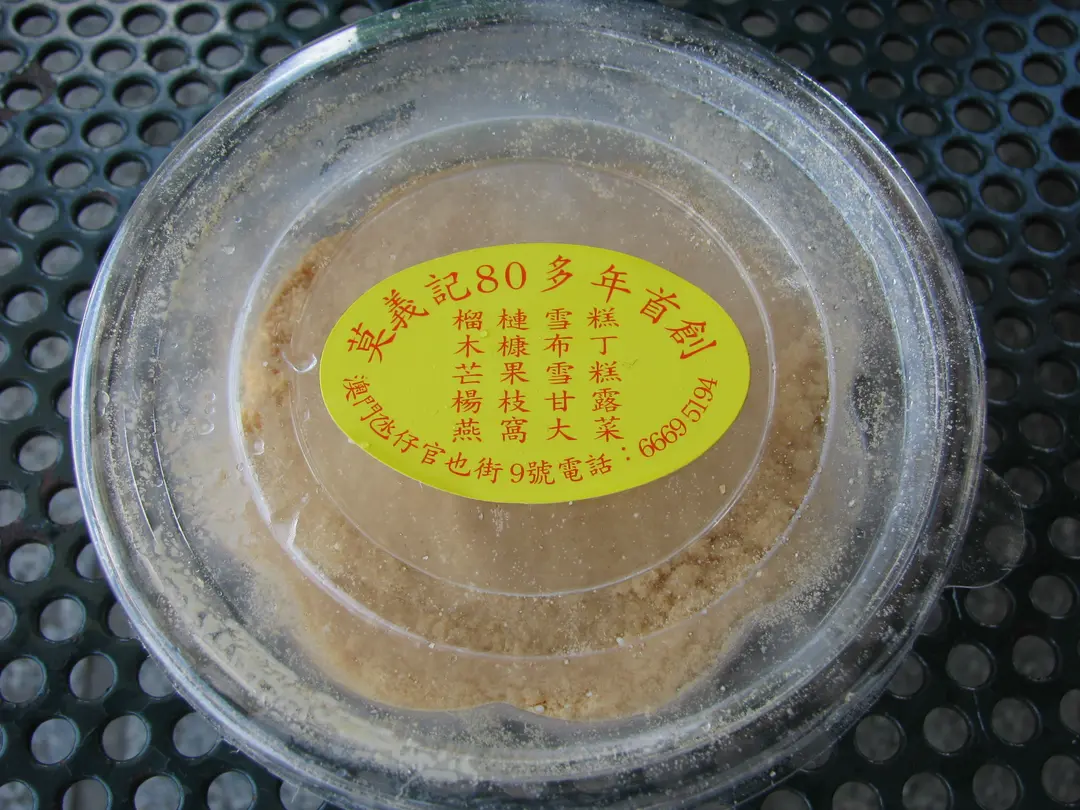 莫義記80多年首創
榴槤雪糕
木槺布丁
芒果雪糕
楊枝甘露
燕窩大菜
澳門氹仔官也街9號電話：66695194